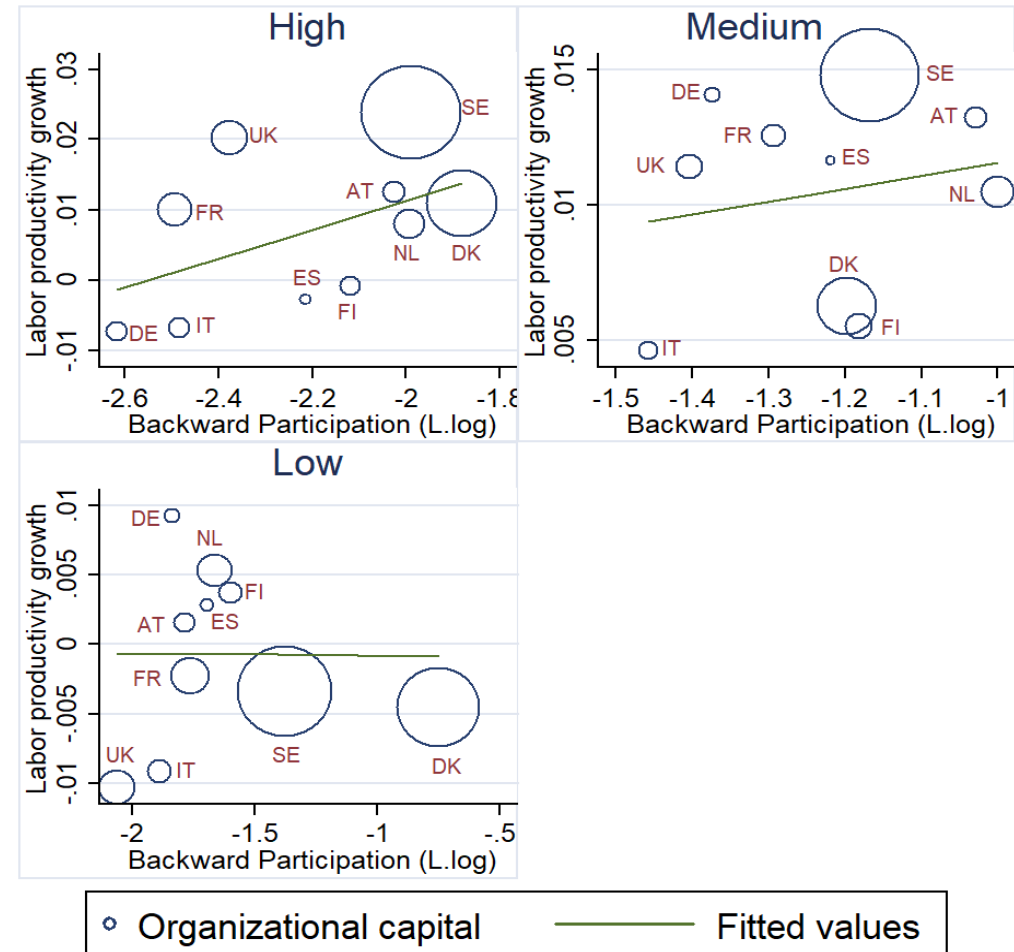 High
Labor productivity growth
.03
.02
.01
0
-.01
SE
UK
AT
FR
NL
DK
ES
FI
DE
IT
-2.6 -2.4 -2.2 -2 -1.8
Backward Participation (L.log)
Medium
Labor productivity growth
.015
.01
.005
SE
DE
AT
FR
ES
UK
NL
DK
FI
IT
-1.5 -1.4 -1.3 -1.2 -1.1 -1
Backward Participation (L.log)
Low
Labor productivity growth
.01
.005
0
-.005
-.01
DE
NL
FI
ES
AT
FR
SE
DK
UK
IT
-2 -1.5 -1 -.5
Backward Participation (L.log)
Organizational capital Fitted values